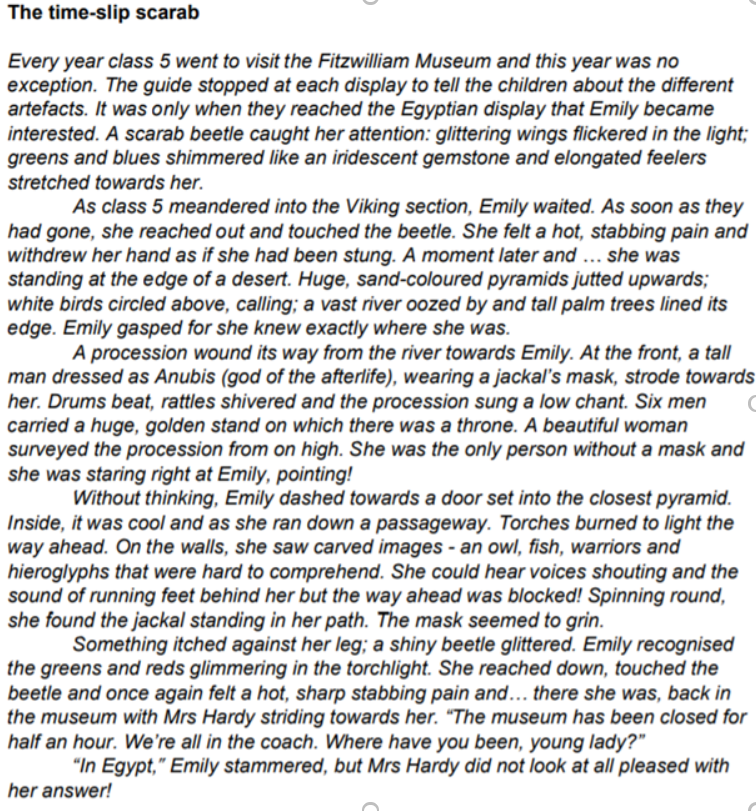 The time-slip scarab
Every year class 5 went to visit the Fitzwilliam Museum and this year was no
exception. The guide stopped at each display to tell the children about the different
artefacts. It was only when they reached the Egyptian display that Emily became
interested. A scarab beetle caught her attention: glittering wings flickered in the light;
greens and blues shimmered like an iridescent gemstone and elongated feelers
stretched towards her.
As class 5 meandered into the Viking section, Emily waited. As soon as they
had gone, she reached out and touched the beetle. She felt a hot, stabbing pain and
withdrew her hand as if she had been stung. A moment later and … she was
standing at the edge of a desert. Huge, sand-coloured pyramids jutted upwards;
white birds circled above, calling; a vast river oozed by and tall palm trees lined its
edge. Emily gasped for she knew exactly where she was.
A procession wound its way from the river towards Emily. At the front, a tall
man dressed as Anubis (god of the afterlife), wearing a jackal's mask, strode towards
her. Drums beat, rattles shivered and the procession sung a low chant. Six men
carried a huge, golden stand on which there was a throne. A beautiful woman
surveyed the procession from on high. She was the only person without a mask and
she was staring right at Emily, pointing!
Without thinking, Emily dashed towards a door set into the closest pyramid.
Inside, it was cool and as she ran down a passageway. Torches burned to light the
way ahead. On the walls, she saw carved images - an owl, fish, warriors and
hieroglyphs that were hard to comprehend. She could hear voices shouting and the
sound of running feet behind her but the way ahead was blocked! Spinning round,
she found the jackal standing in her path. The mask seemed to grin.
Something itched against her leg; a shiny beetle glittered. Emily recognised
the greens and reds glimmering in the torchlight. She reached down, touched the
beetle and once again felt a hot, sharp stabbing pain and… there she was, back in
the museum with Mrs Hardy striding towards her. "The museum has been closed for
half an hour. We're all in the coach. Where have you been, young lady?"
"In Egypt," Emily stammered, but Mrs Hardy did not look at all pleased with
her answer!